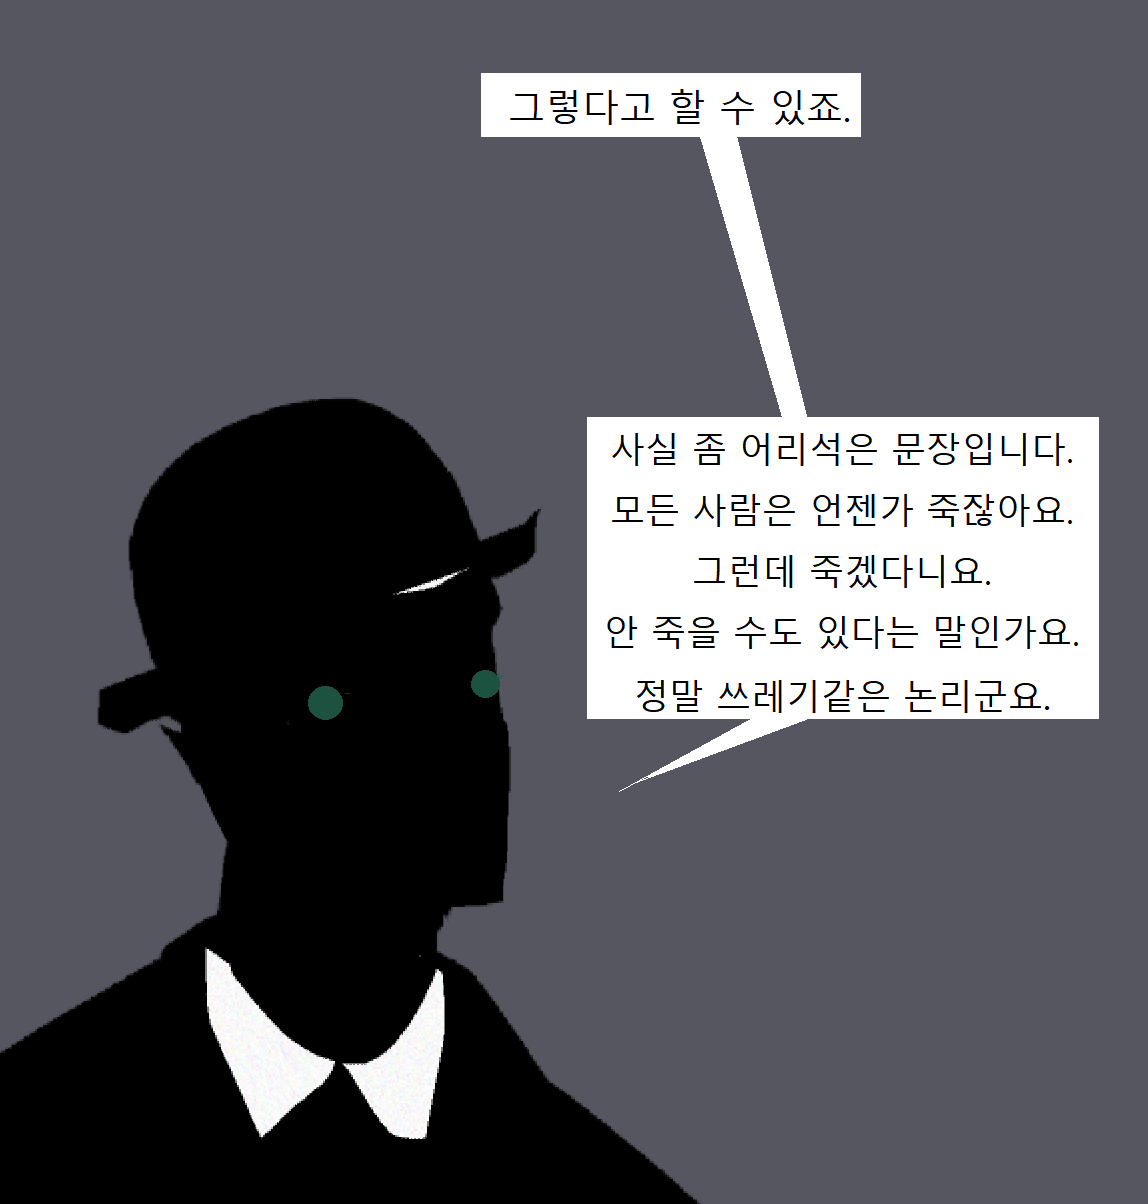 그렇다고 할 수 있죠.
사실 좀 어리석은 문장입니다.
모든 사람은 언젠가 죽잖아요.
그런데 죽겠다니요.
안 죽을 수도 있다는 말인가요.
정말 쓰레기같은 논리군요.